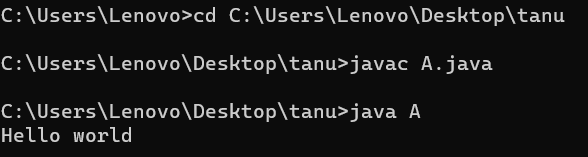 C:\Users\Lenovo>cd C:\Users\Lenovo\Desktop\tanu
C:\Users\Lenovo\Desktop\tanu>javac A.java
C:\Users\Lenovo\Desktop\tanu>java A
Hello world